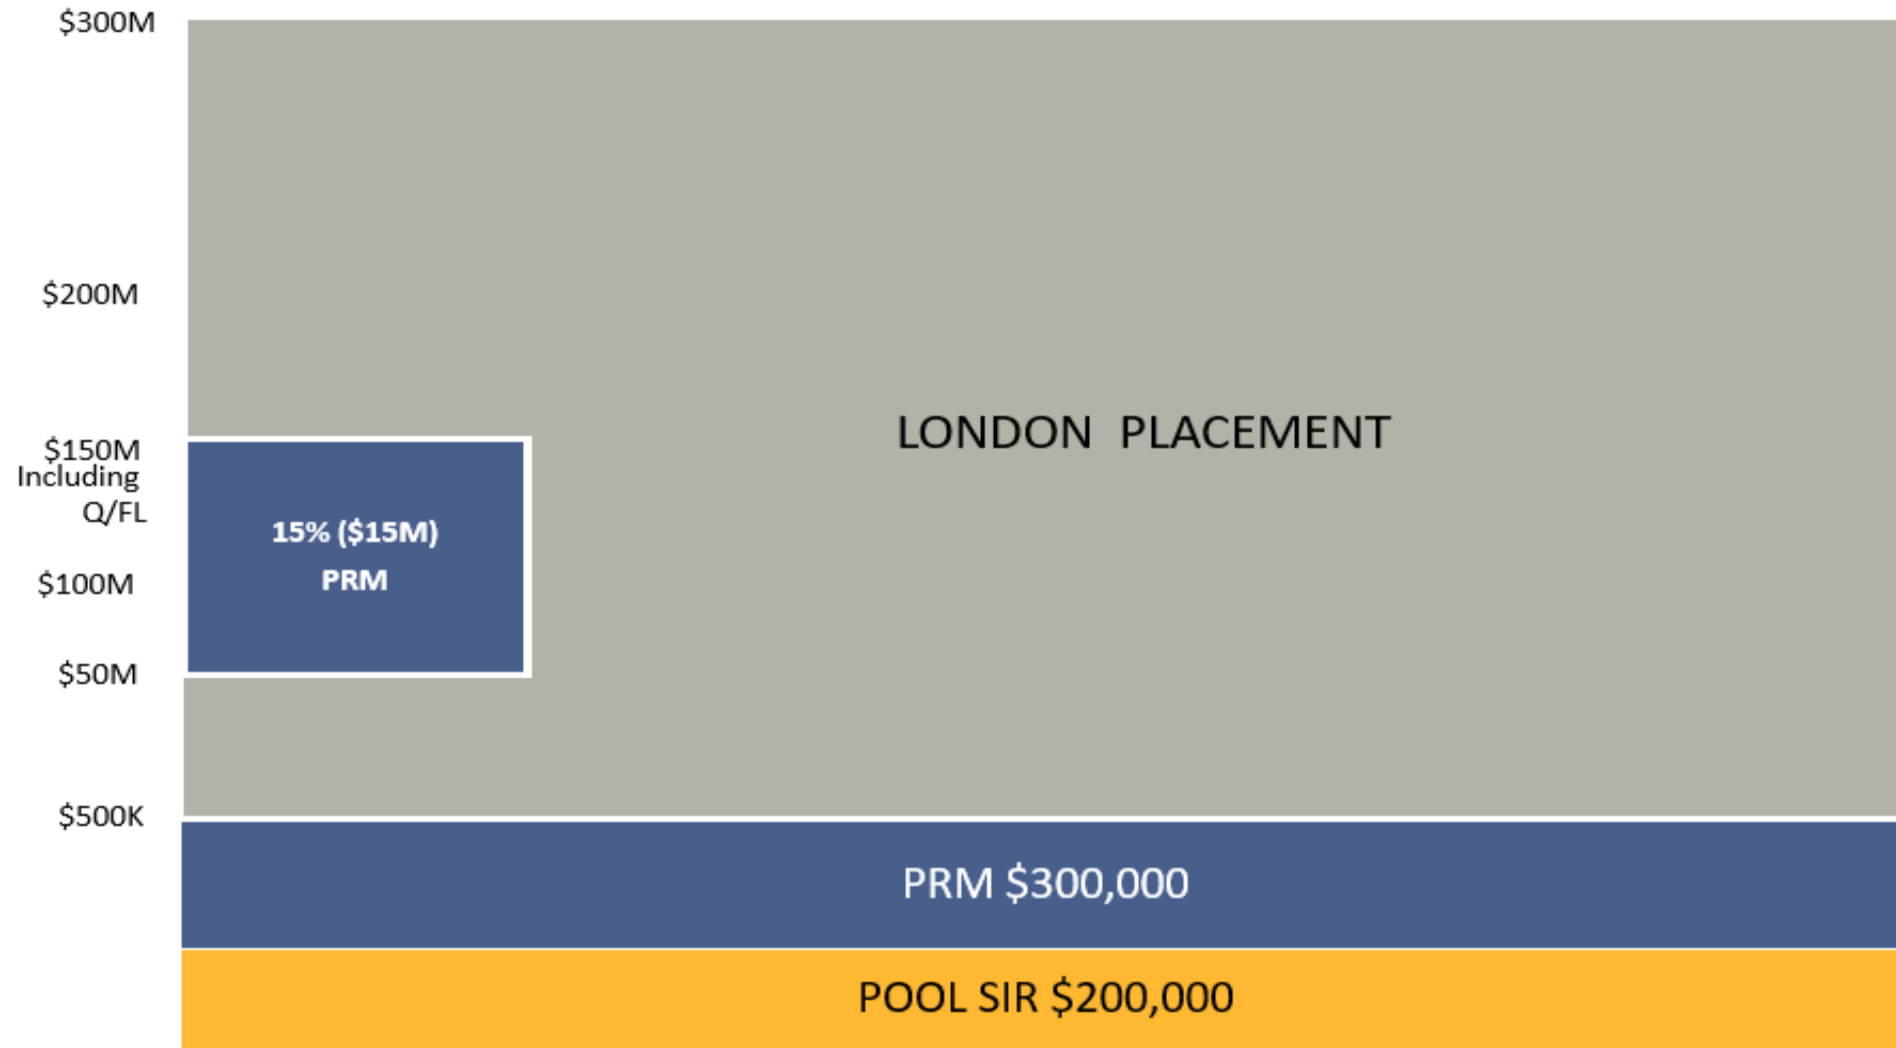 $300M
$200M
LONDON PLACEMENT
$150M
Including
Q/FL
15% ($15M)
PRM
$100M
$50M
$500K
PRM $300,000
POOL SIR $200,000